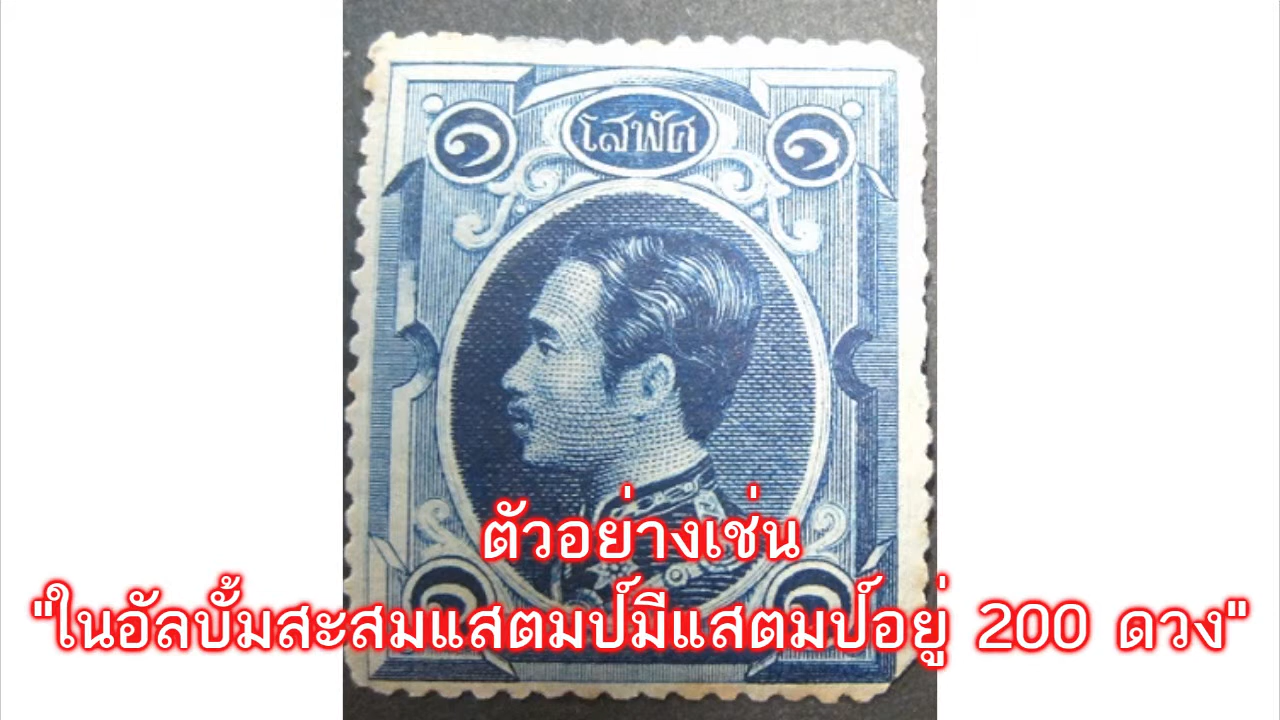 ๑ โสฬศ ๑
ตัวอย่างเช่น
๑ ๑
"ในอัลบั้มสะสมแสตมป์มีแสตมป์อยู่ 200 ดวง"